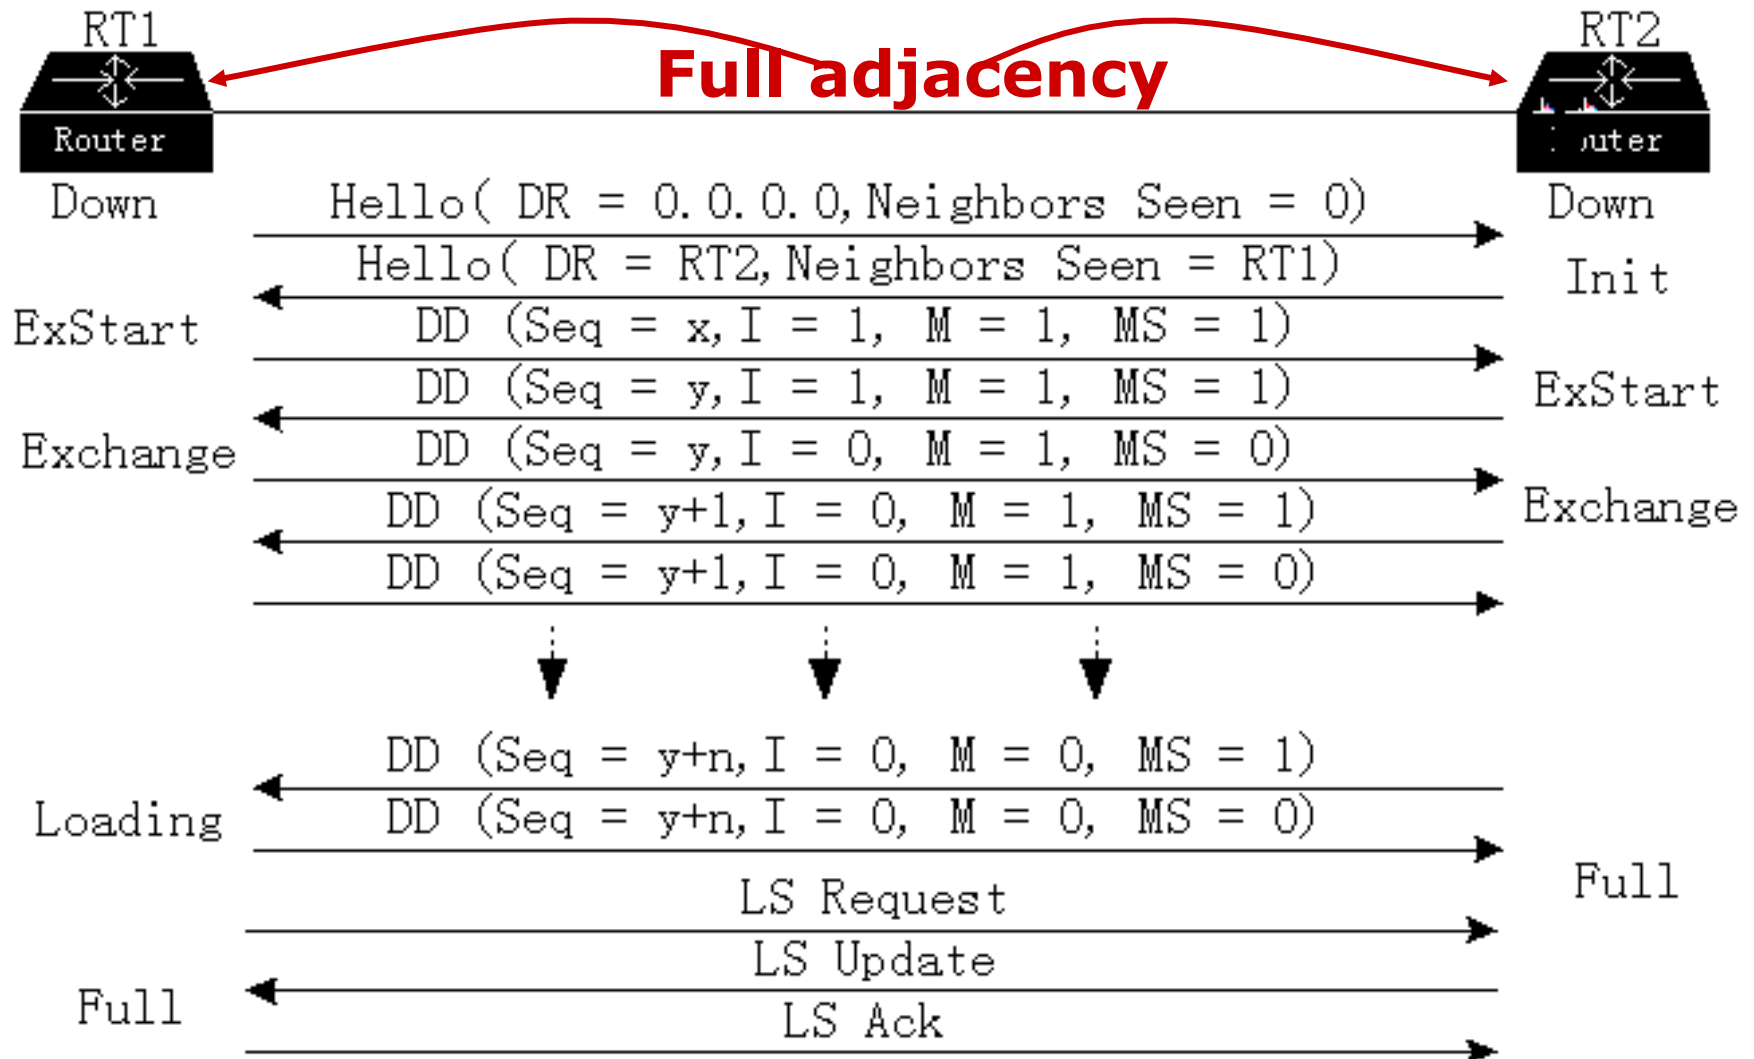 RT1 RT2
Full adjacency
Router uter
Down Hello( DR = 0.0.0.0,Neighbors Seen = 0) Down
Hello( DR = RT2,Neighbors Seen = RT1) Init
ExStart DD (Seq = x,I = 1, M = 1, MS = 1)
DD (Seq = y,I = 1, M = 1, MS = 1) ExStart
Exchange DD (Seq = y,I = 0, M = 1, MS = 0)
DD (Seq = y+1,I = 0, M = 1, MS = 1) Exchange
DD (Seq = y+1,I = 0, M = 1, MS = 0)
DD (Seq = y+n,I = 0, M = 0, MS = 1)
Loading DD (Seq = y+n,I = 0, M = 0, MS = 0)
LS Request Full
LS Update
Full LS Ack